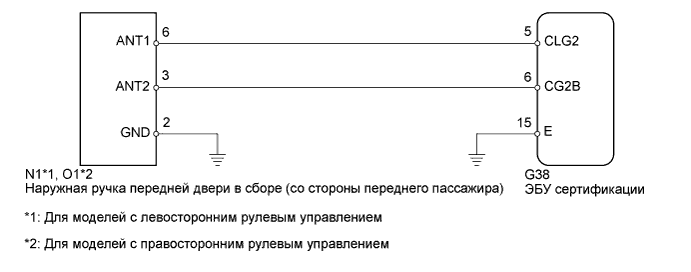 ANT1 6 5 CLG2
ANT2 3 6 CG2B
GND 2 15 E
N1*1, O1*2 G38
Наружная ручка передней двери в сборе (со стороны переднего пассажира) ЭБУ сертификации
*1: Для моделей с левосторонним рулевым управлением
*2: Для моделей с правосторонним рулевым управлением